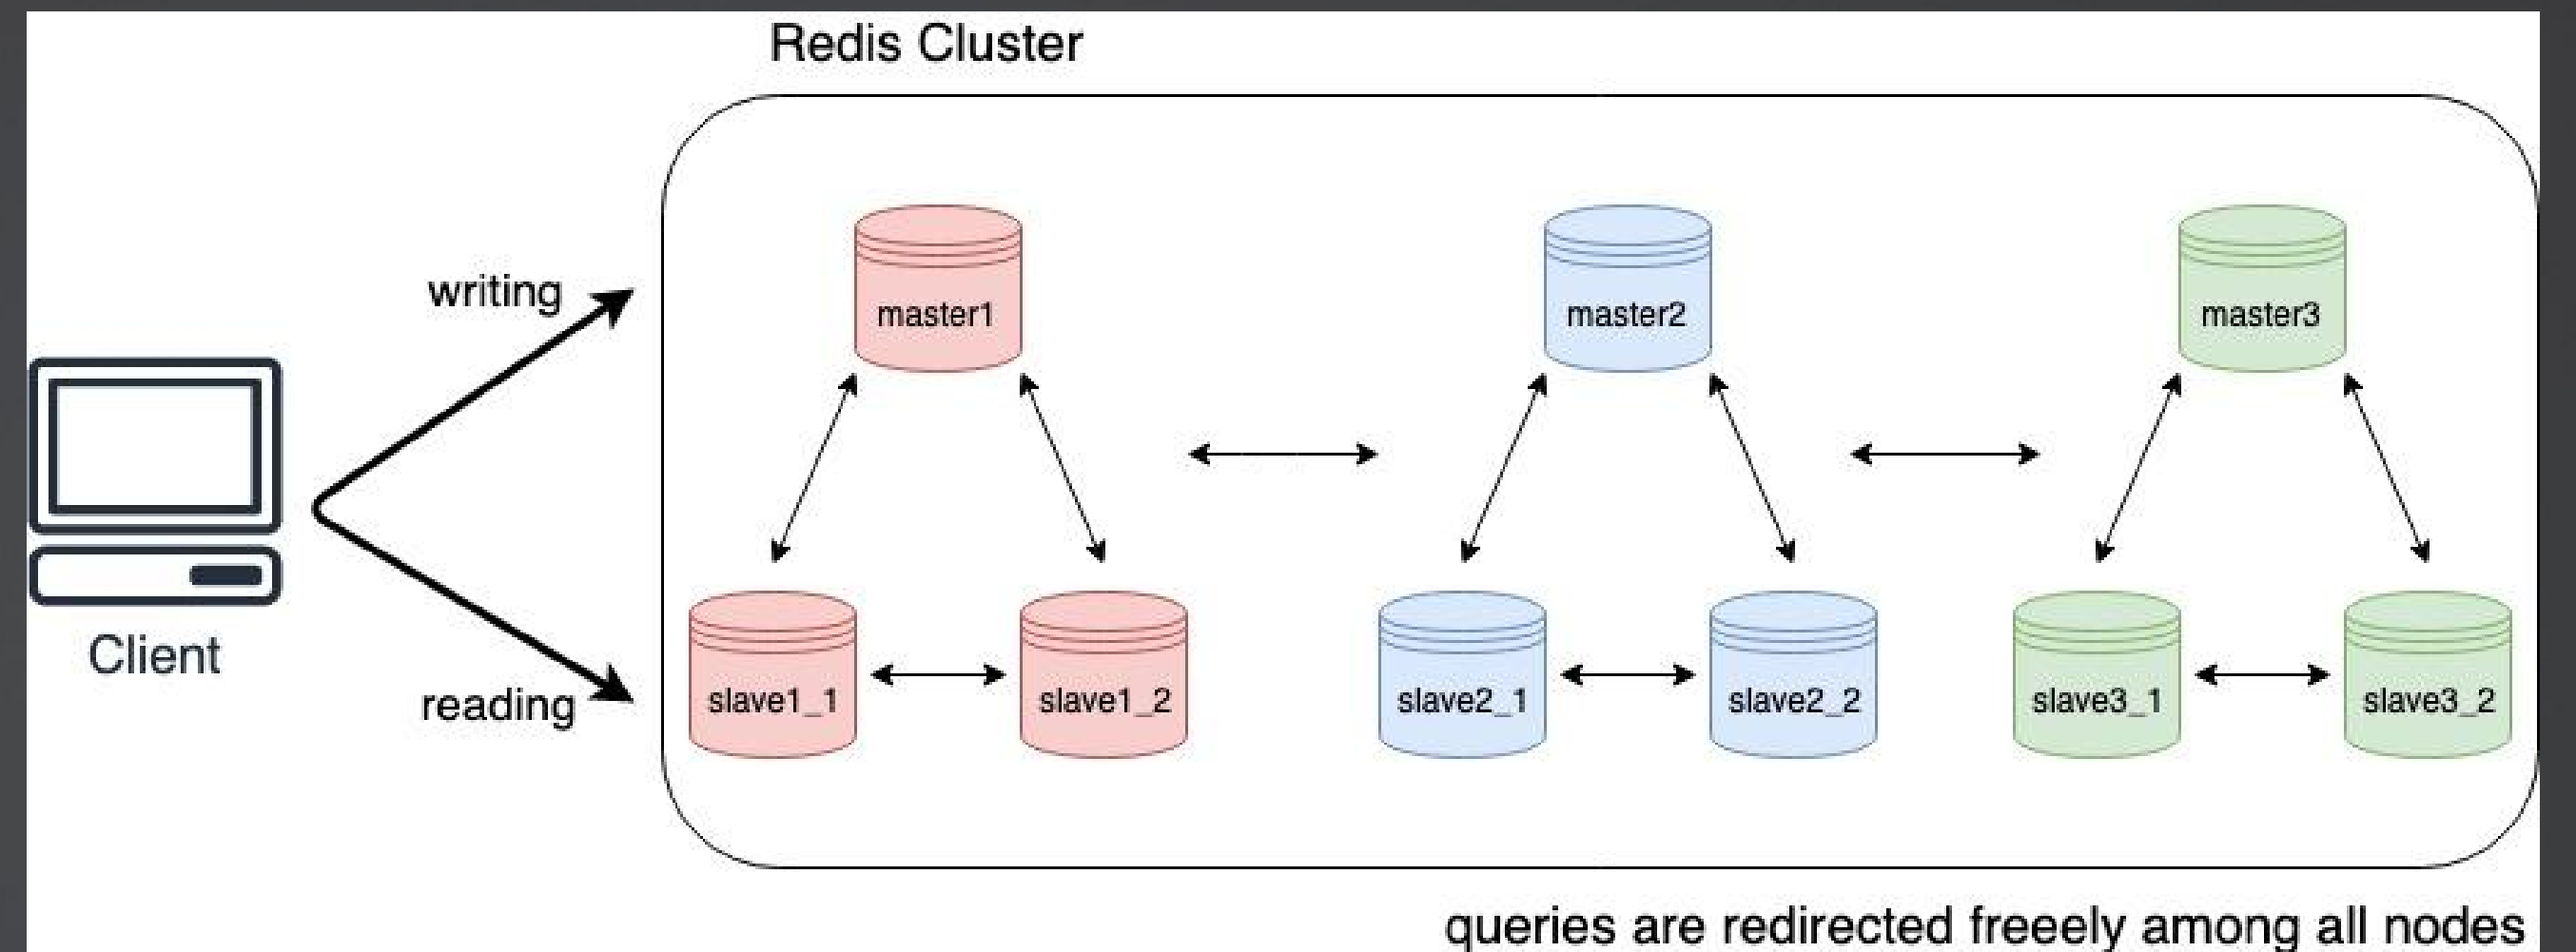 Redis Cluster
writing
master1
master2
master3
Client
reading
slave1_1
slave1_2
slave2_1
slave2_2
slave3_1
slave3_2
queries are redirected freeely among all nodes